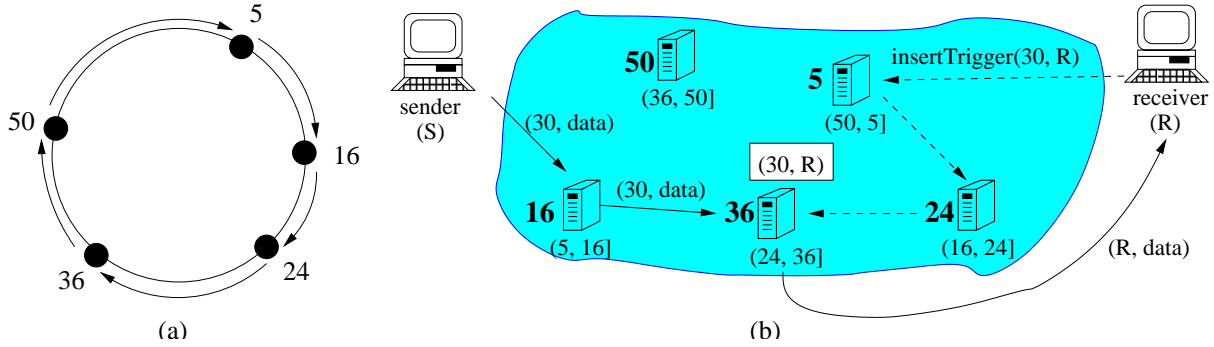 5
16
24
36
50
(a)
sender
(S)
(30, data)
50
(36, 50]
5
(50, 5]
insertTrigger(30, R)
receiver
(R)
(30, R)
16
(5, 16]
(30, data)
36
(24, 36]
24
(16, 24]
(R, data)
(b)